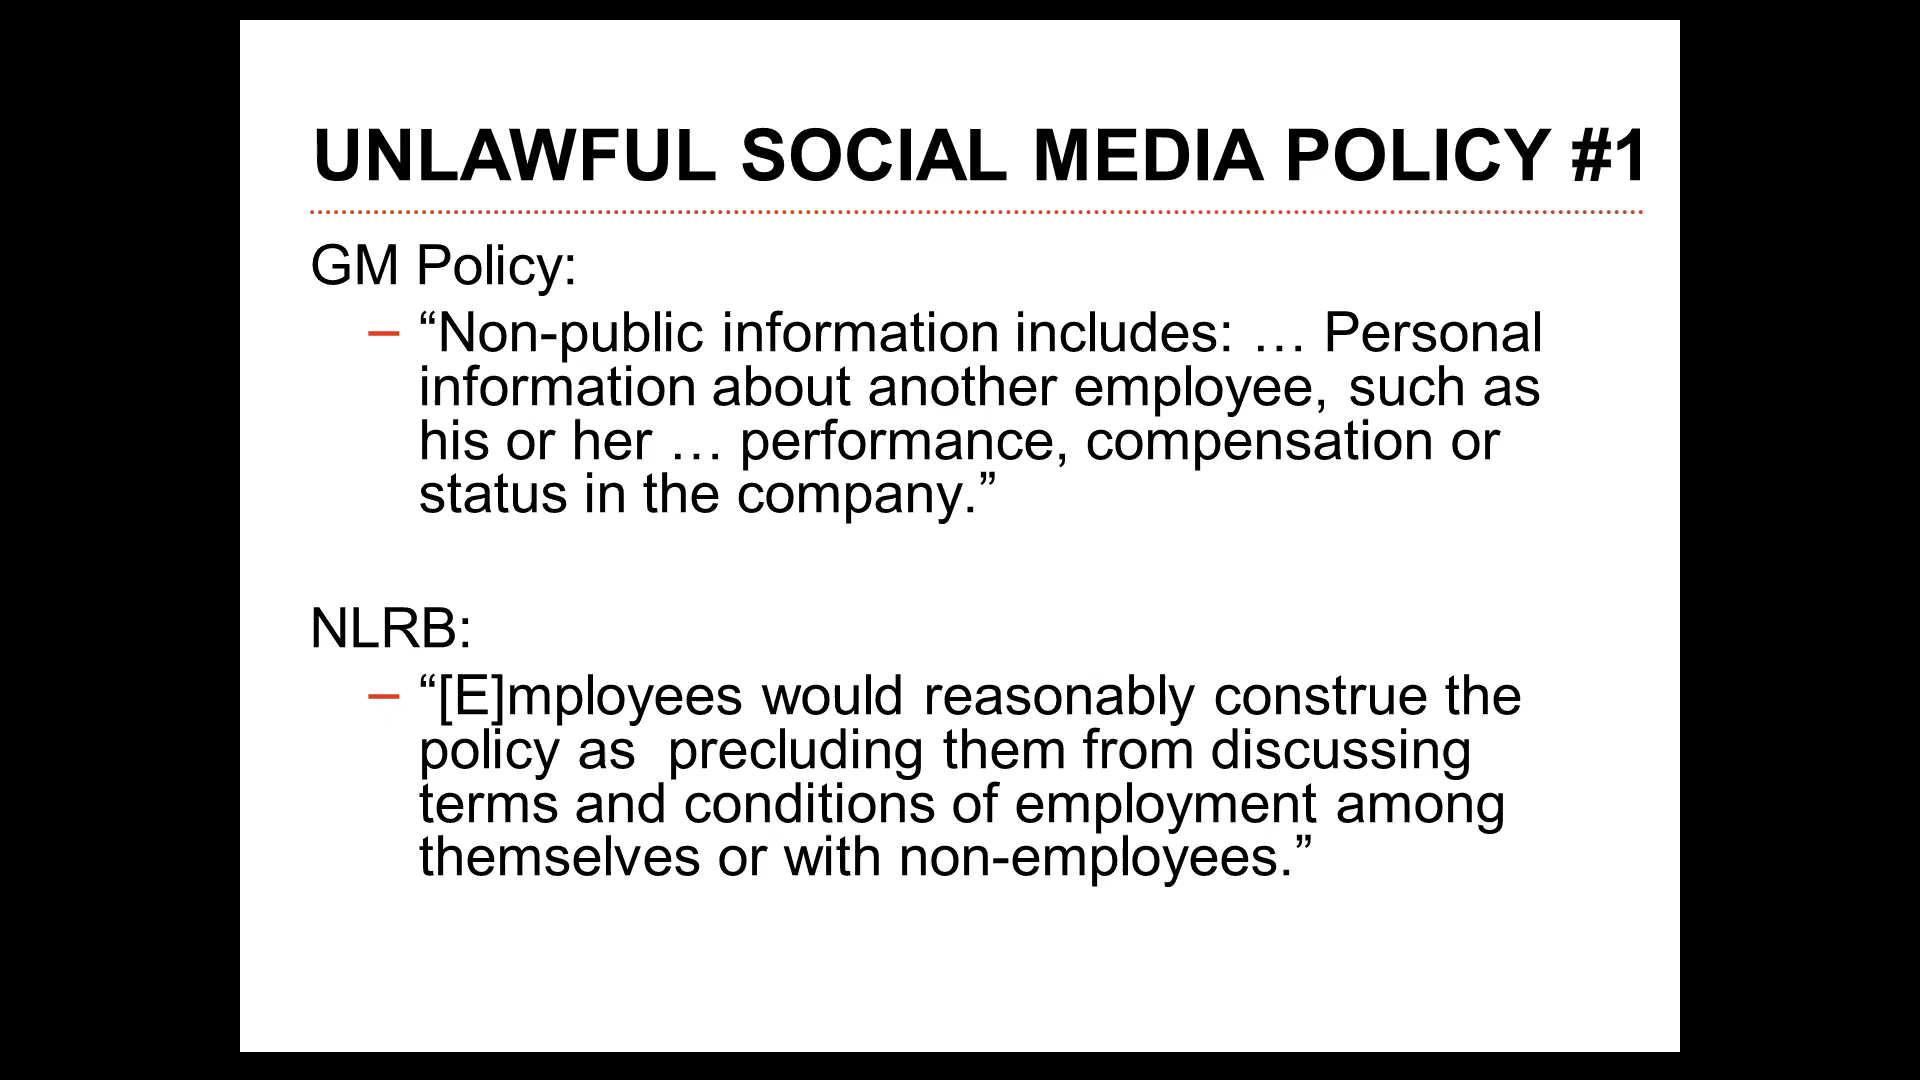 UNLAWFUL SOCIAL MEDIA POLICY #1
GM Policy:
– “Non-public information includes: … Personal
information about another employee, such as
his or her … performance, compensation or
status in the company.”
NLRB:
– “[E]mployees would reasonably construe the
policy as  precluding them from discussing
terms and conditions of employment among
themselves or with non-employees.”